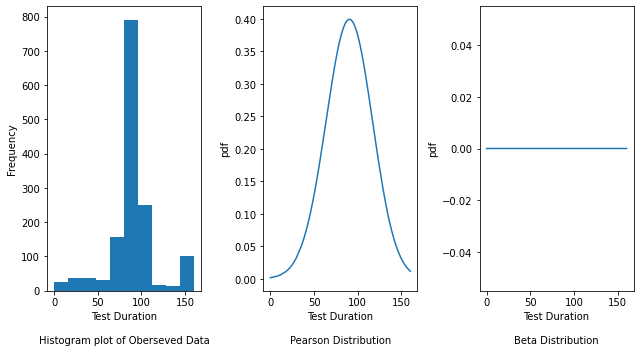 800
700
600
500
400
300
200
100
0
Frequency
0 50 100 150
Test Duration
Histogram plot of Oberseved Data
0.40
0.35
0.30
0.25
0.20
0.15
0.10
0.05
0.00
pdf
0 50 100 150
Test Duration
Pearson Distribution
0.04
0.02
0.00
−0.02
−0.04
pdf
0 50 100 150
Test Duration
Beta Distribution